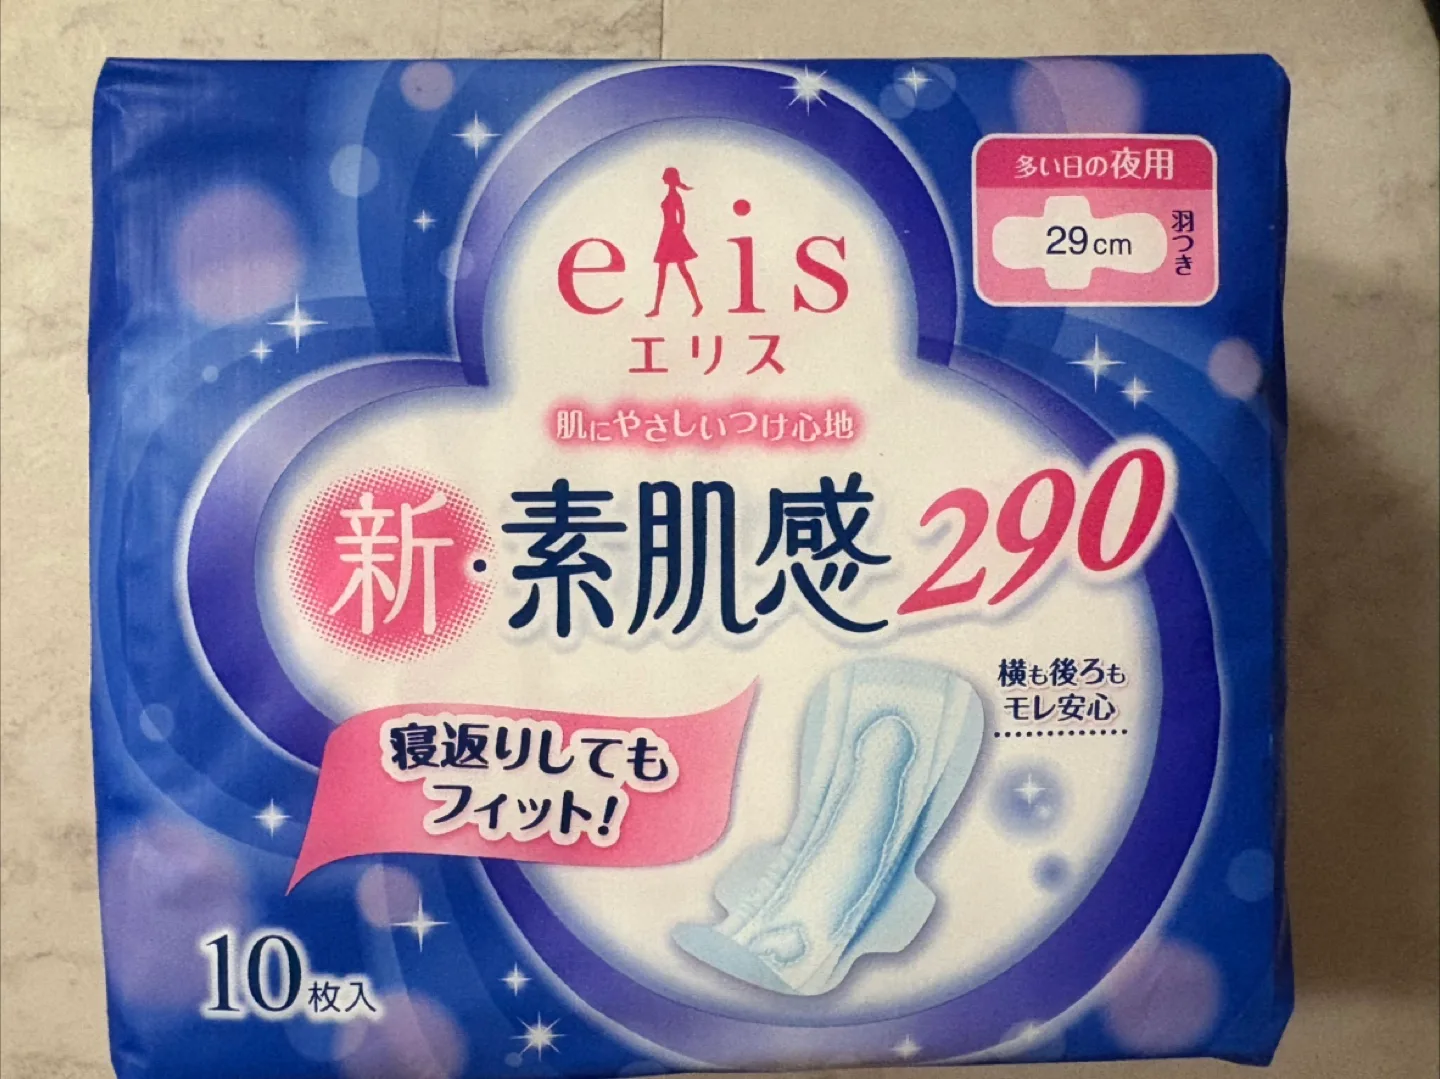 多い日の夜用
29cm
羽つき
elis
エリス
肌にやさしいつけ心地
新・素肌感290
横も後ろも
モレ安心
寝返りしても
フィット!
10枚入